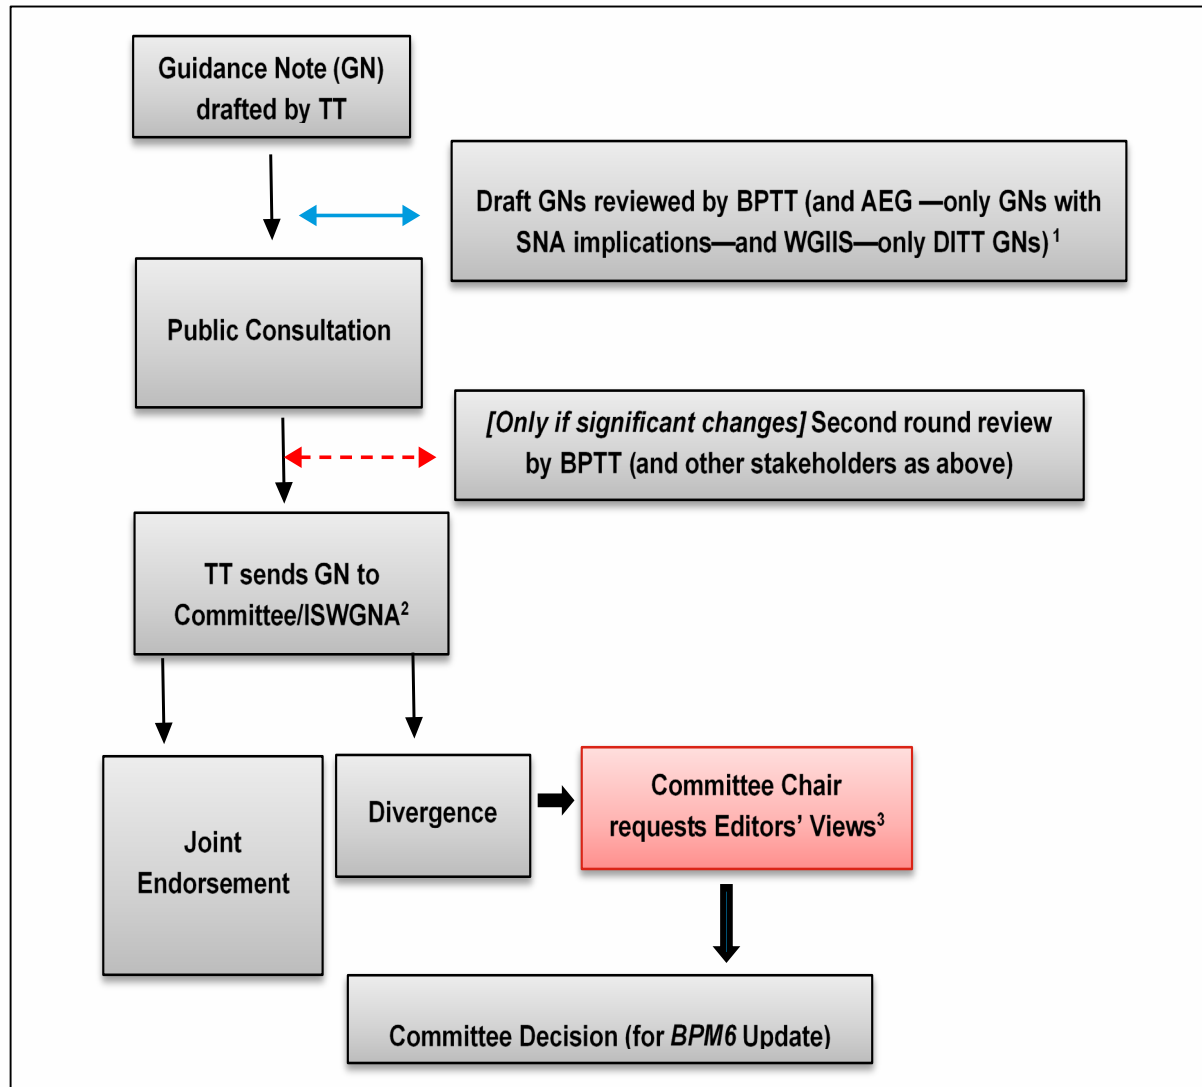 Guidance Note (GN)
drafted by TT
Draft GNs reviewed by BPTT (and AEG —only GNs with
SNA implications—and WGIIS—only DITT GNs) 1
Public Consultation
[Only if significant changes] Second round review
by BPTT (and other stakeholders as above)
TT sends GN to
Committee/ISWGNA2
Joint
Endorsement
Divergence
Committee Chair
requests Editors’ Views3
Committee Decision (for BPM6 Update)